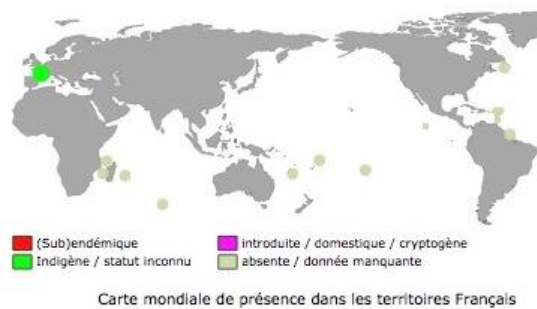 (Sub)endémique
introduite / domestique / cryptogène
Indigène / statut inconnu
absente / donnée manquante
Carte mondiale de présence dans les territoires Français